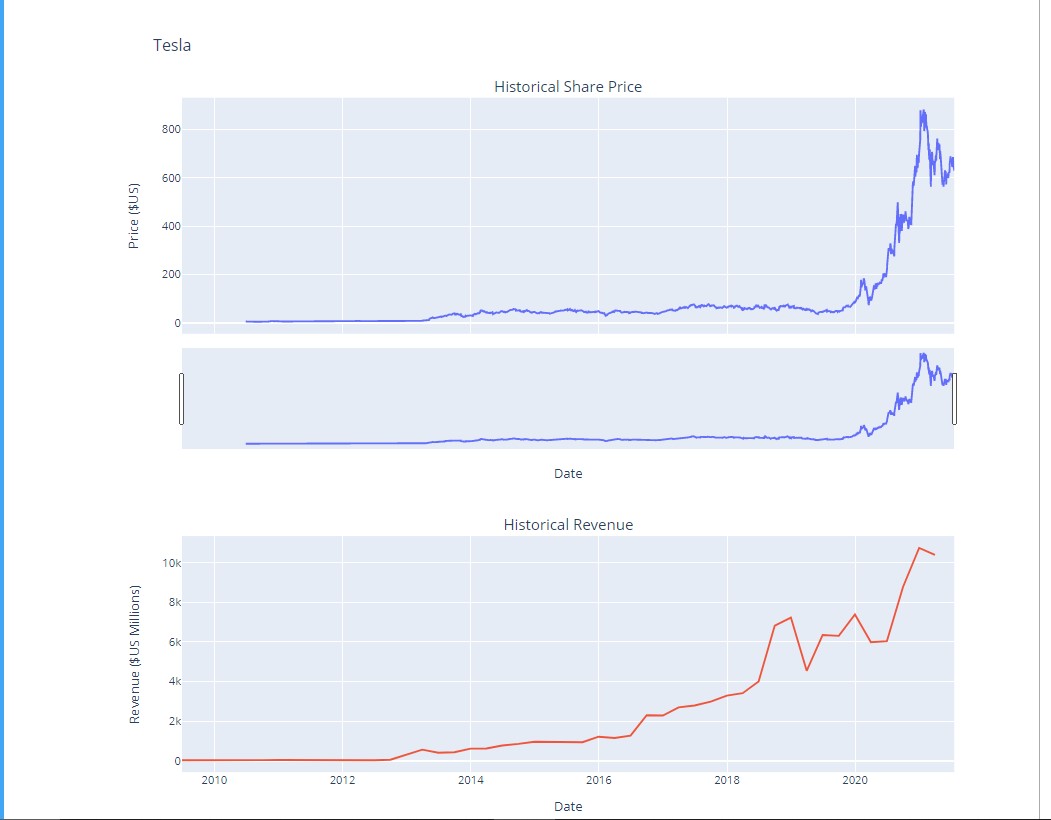 Tesla
Historical Share Price
Price ($US)
800
600
400
200
0
Date
Historical Revenue
Revenue ($US Millions)
10k
8k
6k
4k
2k
0
2010 2012 2014 2016 2018 2020
Date